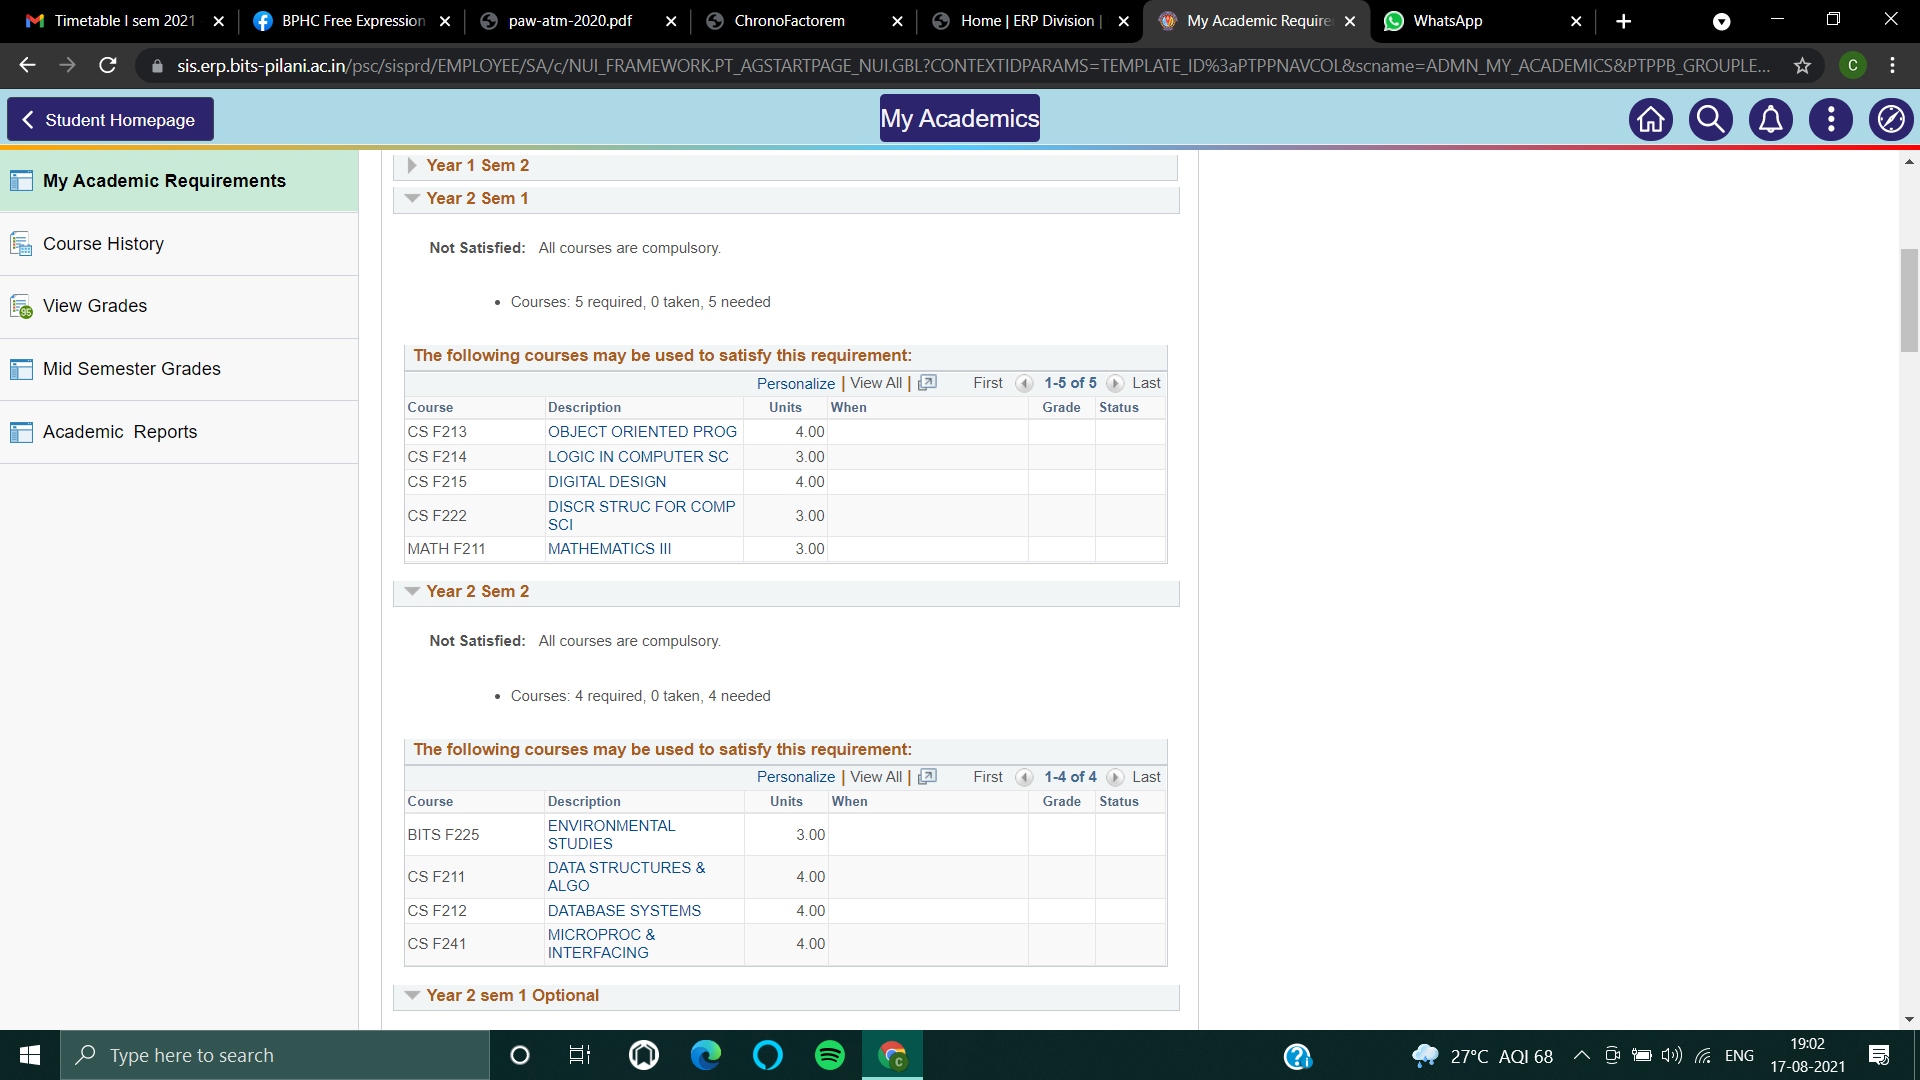 Timetable I sem 2021
BPHC Free Expression
paw-atm-2020.pdf
ChronoFactorem
Home | ERP Division |
My Academic Require
WhatsApp
sis.erp.bits-pilani.ac.in/psc/sisprd/EMPLOYEE/SA/c/NUI_FRAMEWORK.PT_AGSTARTPAGE_NUI.GBL?CONTEXTIDPARAMS=TEMPLATE_ID%3aPTPPNAVCOL&scname=ADMN_MY_ACADEMICS&PTPPB_GROUPLE...
C
Student Homepage
My Academics
My Academic Requirements
Course History
View Grades
Mid Semester Grades
Academic Reports
Year 1 Sem 2
Year 2 Sem 1
Not Satisfied: All courses are compulsory.
• Courses: 5 required, 0 taken, 5 needed
The following courses may be used to satisfy this requirement:
Personalize | View All | First 1-5 of 5 Last
Course Description Units When Grade Status
CS F213 OBJECT ORIENTED PROG 4.00
CS F214 LOGIC IN COMPUTER SC 3.00
CS F215 DIGITAL DESIGN 4.00
CS F222 DISCR STRUC FOR COMP SCI 3.00
MATH F211 MATHEMATICS III 3.00
Year 2 Sem 2
Not Satisfied: All courses are compulsory.
• Courses: 4 required, 0 taken, 4 needed
The following courses may be used to satisfy this requirement:
Personalize | View All | First 1-4 of 4 Last
Course Description Units When Grade Status
BITS F225 ENVIRONMENTAL STUDIES 3.00
CS F211 DATA STRUCTURES & ALGO 4.00
CS F212 DATABASE SYSTEMS 4.00
CS F241 MICROPROC & INTERFACING 4.00
Year 2 sem 1 Optional
Type here to search
27°C AQI 68
ENG
19:02
17-08-2021